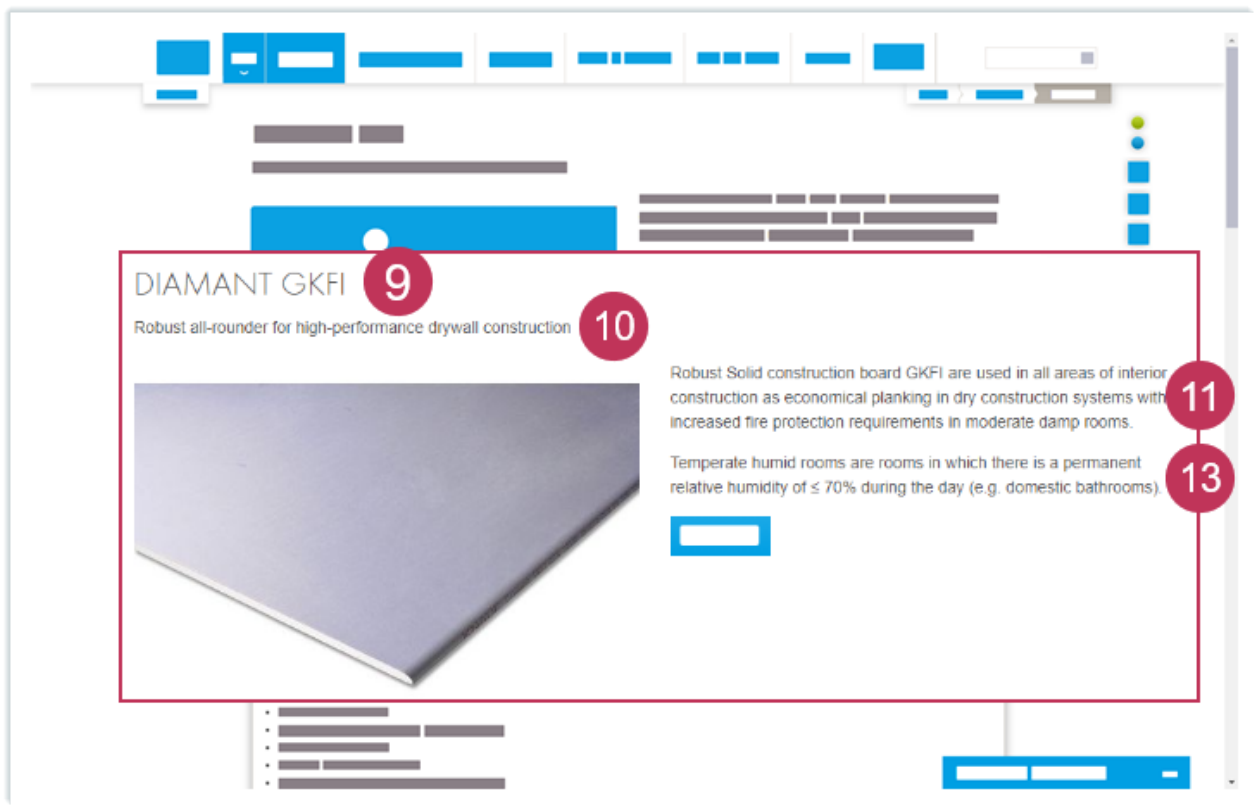 DIAMANT GKFI 9
Robust all-rounder for high-performance drywall construction 10
Robust Solid construction board GKFI are used in all areas of interior
construction as economical planking in dry construction systems with 11
increased fire protection requirements in moderate damp rooms.
Temperate humid rooms are rooms in which there is a permanent
relative humidity of ≤ 70% during the day (e.g. domestic bathrooms). 13